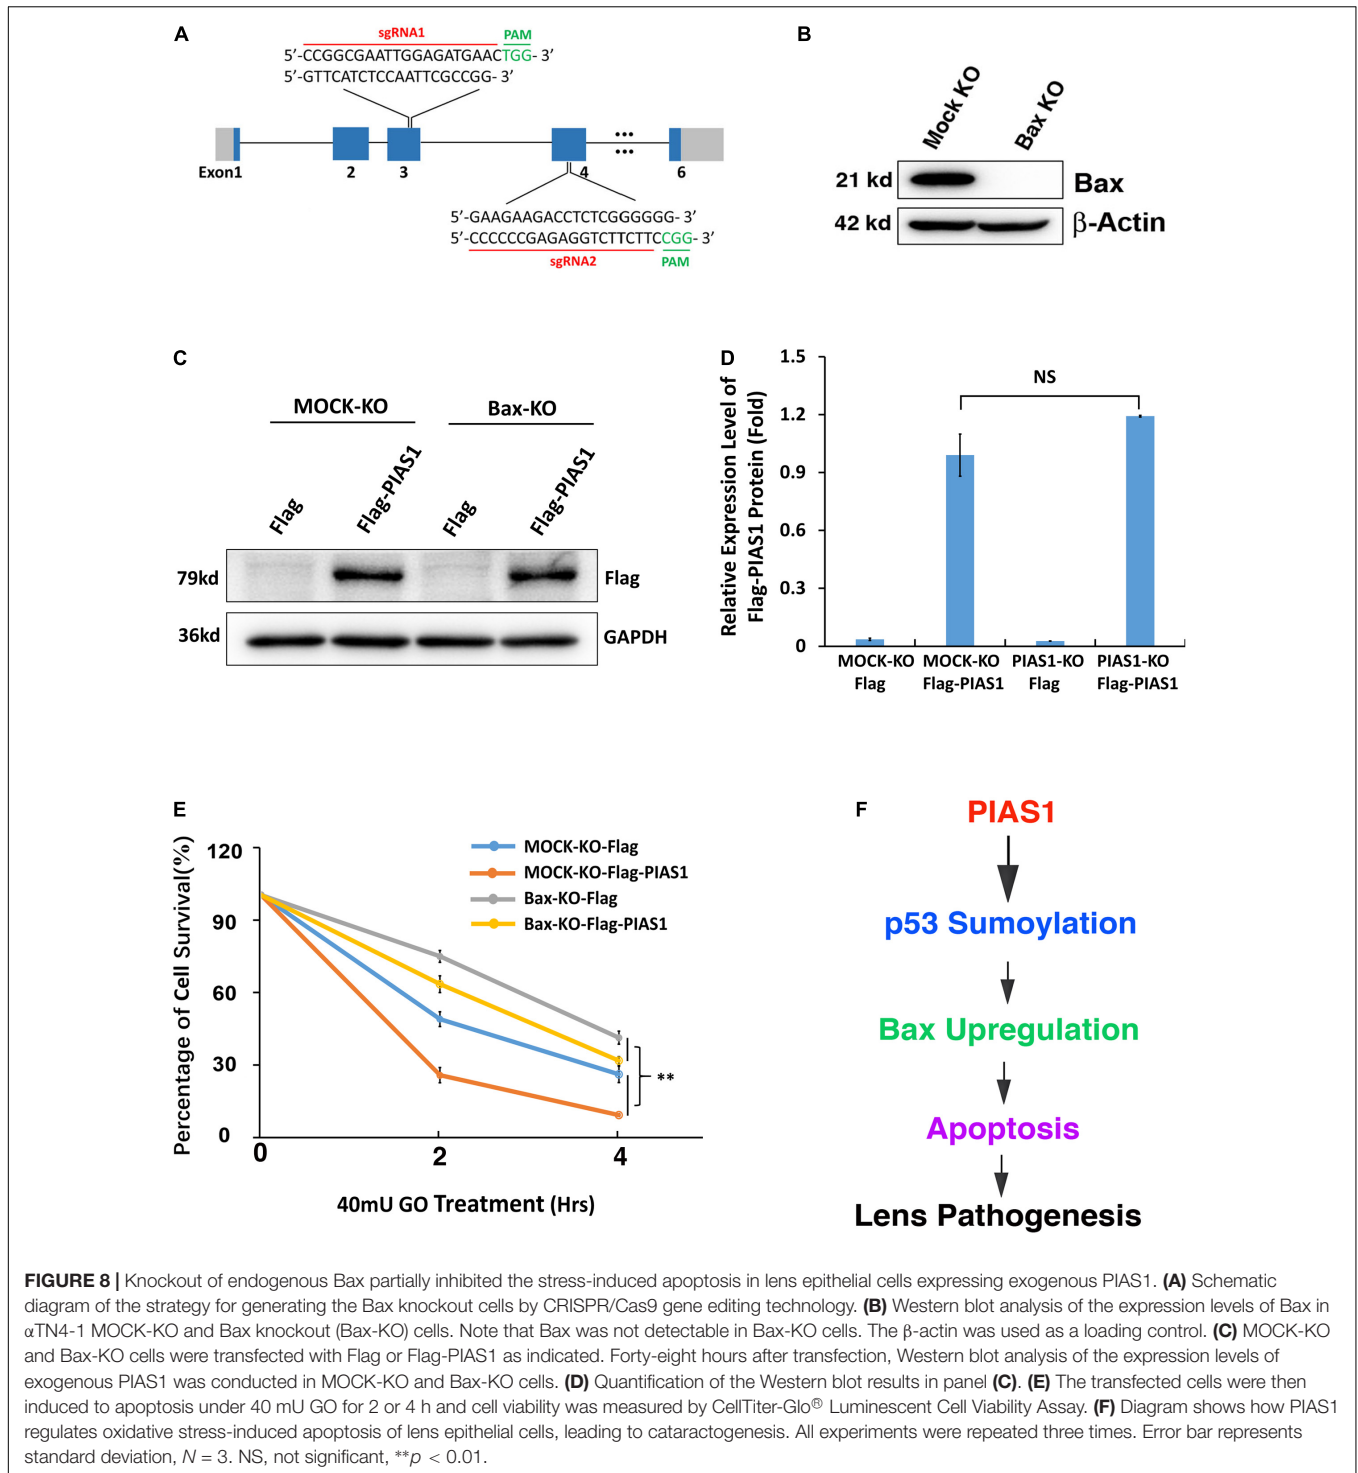 A
sgRNA1 PAM
5’-CCGGCGAATTGGAGATGAACTGG- 3’
5’-GTTCATCTCCAATTCGCCGG- 3’
Exon1 2 3 4 6
5’-GAAGAAGACCTCTCGGGGGG- 3’
5’-CCCCCCGAGAGGTCTTCTTCCGG- 3’
sgRNA2 PAM
B
Mock KO Bax KO
21 kd Bax
42 kd β-Actin
C
MOCK-KO Bax-KO
Flag Flag-PIAS1 Flag Flag-PIAS1
79kd Flag
36kd GAPDH
D
Relative Expression Level of
Flag-PIAS1 Protein (Fold)
1.5
1.2
0.9
0.6
0.3
0
NS
MOCK-KO MOCK-KO PIAS1-KO PIAS1-KO
Flag Flag-PIAS1 Flag Flag-PIAS1
E
Percentage of Cell Survival(%)
120
90
60
30
0
MOCK-KO-Flag
MOCK-KO-Flag-PIAS1
Bax-KO-Flag
Bax-KO-Flag-PIAS1
**
0 2 4
40mU GO Treatment (Hrs)
F
PIAS1
p53 Sumoylation
Bax Upregulation
Apoptosis
Lens Pathogenesis
FIGURE 8 | Knockout of endogenous Bax partially inhibited the stress-induced apoptosis in lens epithelial cells expressing exogenous PIAS1. (A) Schematic
diagram of the strategy for generating the Bax knockout cells by CRISPR/Cas9 gene editing technology. (B) Western blot analysis of the expression levels of Bax in
αTN4-1 MOCK-KO and Bax knockout (Bax-KO) cells. Note that Bax was not detectable in Bax-KO cells. The β-actin was used as a loading control. (C) MOCK-KO
and Bax-KO cells were transfected with Flag or Flag-PIAS1 as indicated. Forty-eight hours after transfection, Western blot analysis of the expression levels of
exogenous PIAS1 was conducted in MOCK-KO and Bax-KO cells. (D) Quantification of the Western blot results in panel (C). (E) The transfected cells were then
induced to apoptosis under 40 mU GO for 2 or 4 h and cell viability was measured by CellTiter-Glo® Luminescent Cell Viability Assay. (F) Diagram shows how PIAS1
regulates oxidative stress-induced apoptosis of lens epithelial cells, leading to cataractogenesis. All experiments were repeated three times. Error bar represents
standard deviation, N = 3. NS, not significant, **p < 0.01.